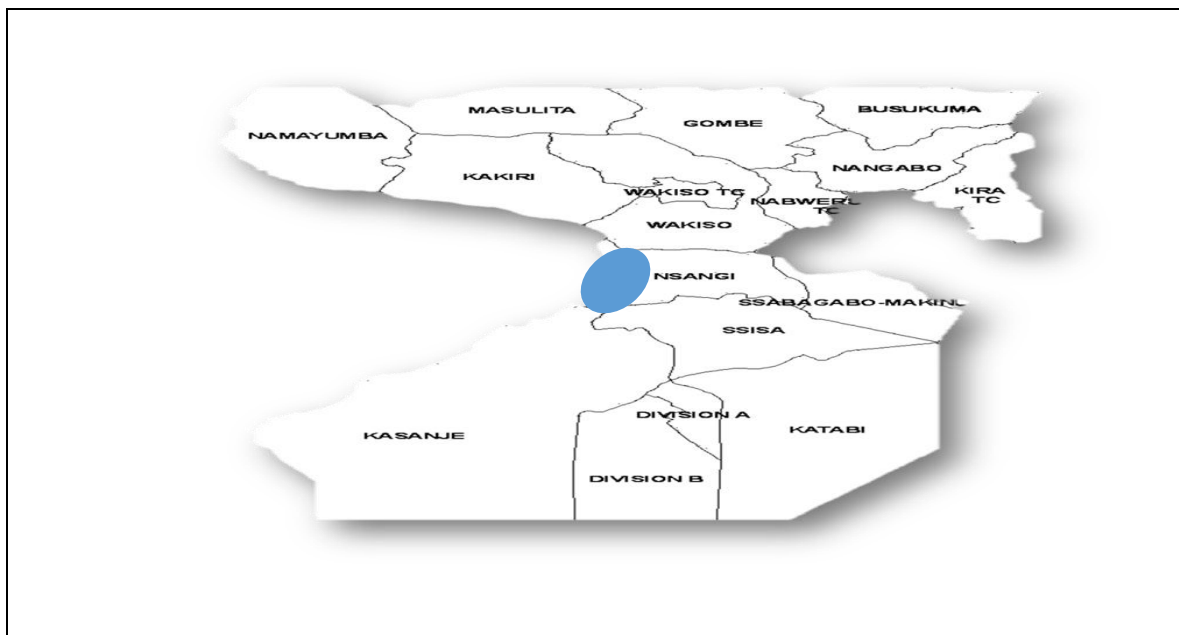 MASULITA
BUSUKUMA
GOMBE
NAMAYUMBA
NANGABO
KAKIRI
WAKISO TC
KIRA
TC
NABWERU
TC
WAKISO
NSANGI
SSABAGABO-MAKIN
SSISA
DIVISION A
KATABI
KASANJE
DIVISION B